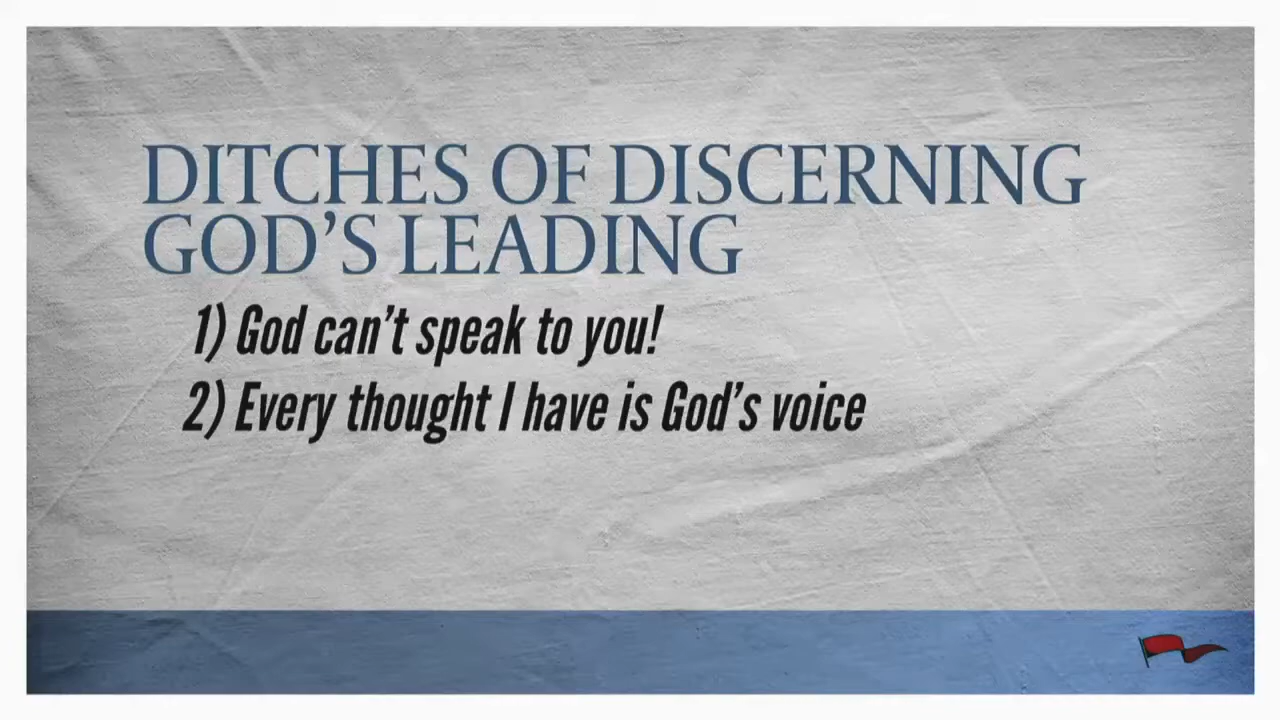 DITCHES OF DISCERNING
GOD’S LEADING
1) God can’t speak to you!
2) Every thought I have is God’s voice